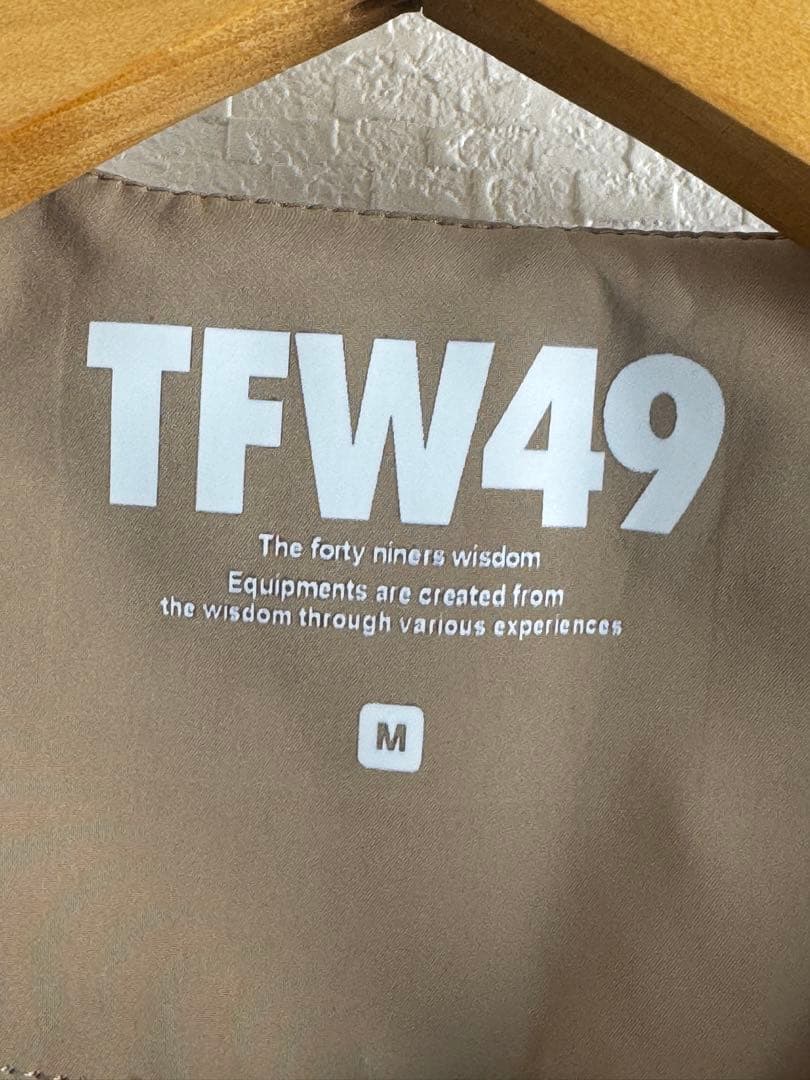 TFW49
The forty niners wisdom
Equipments are created from
the wisdom through various experiences
M